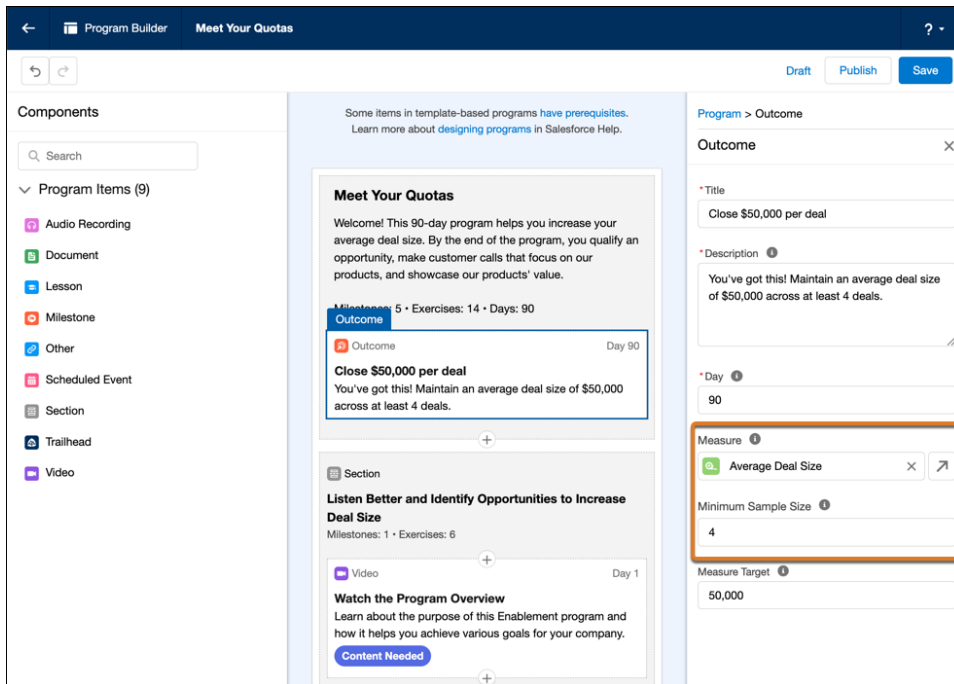 Program Builder
Meet Your Quotas
?
Draft
Publish
Save
Components
Search
Program Items (9)
Audio Recording
Document
Lesson
Milestone
Other
Scheduled Event
Section
Trailhead
Video
Some items in template-based programs have prerequisites.
Learn more about designing programs in Salesforce Help.
Meet Your Quotas
Welcome! This 90-day program helps you increase your
average deal size. By the end of the program, you qualify an
opportunity, make customer calls that focus on our
products, and showcase our products' value.
Milestones: 5 • Exercises: 14 • Days: 90
Outcome
Outcome
Day 90
Close $50,000 per deal
You've got this! Maintain an average deal size of $50,000
across at least 4 deals.
Section
Listen Better and Identify Opportunities to Increase
Deal Size
Milestones: 1 • Exercises: 6
Video
Day 1
Watch the Program Overview
Learn about the purpose of this Enablement program and
how it helps you achieve various goals for your company.
Content Needed
Program > Outcome
Outcome
*Title
Close $50,000 per deal
*Description
You've got this! Maintain an average deal size
of $50,000 across at least 4 deals.
*Day
90
Measure
Average Deal Size
Minimum Sample Size
4
Measure Target
50,000